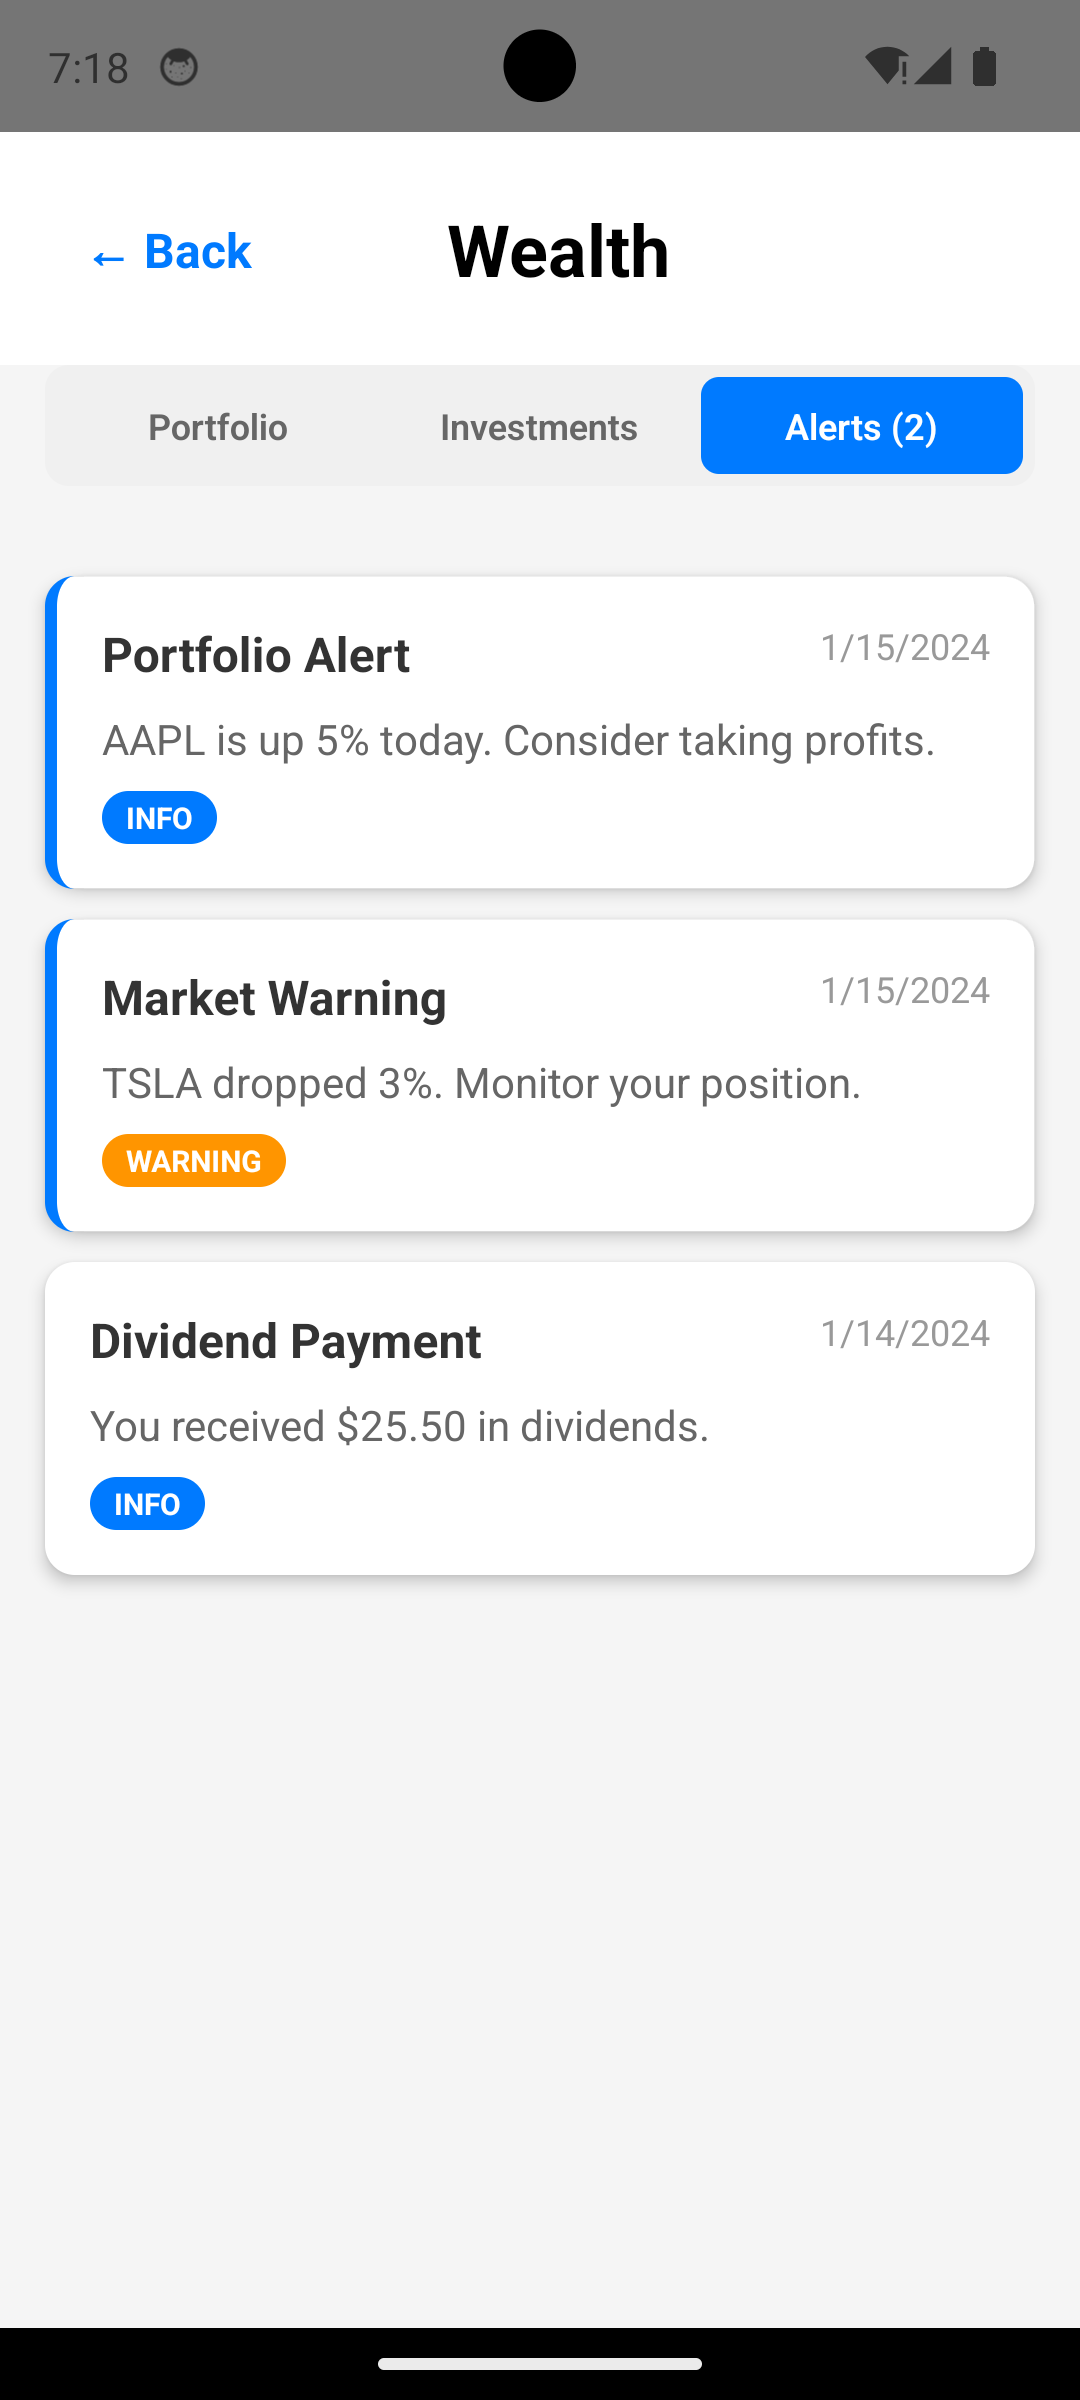 7:18
← Back
Wealth
Portfolio
Investments
Alerts (2)
Portfolio Alert
1/15/2024
AAPL is up 5% today. Consider taking profits.
INFO
Market Warning
1/15/2024
TSLA dropped 3%. Monitor your position.
WARNING
Dividend Payment
1/14/2024
You received $25.50 in dividends.
INFO